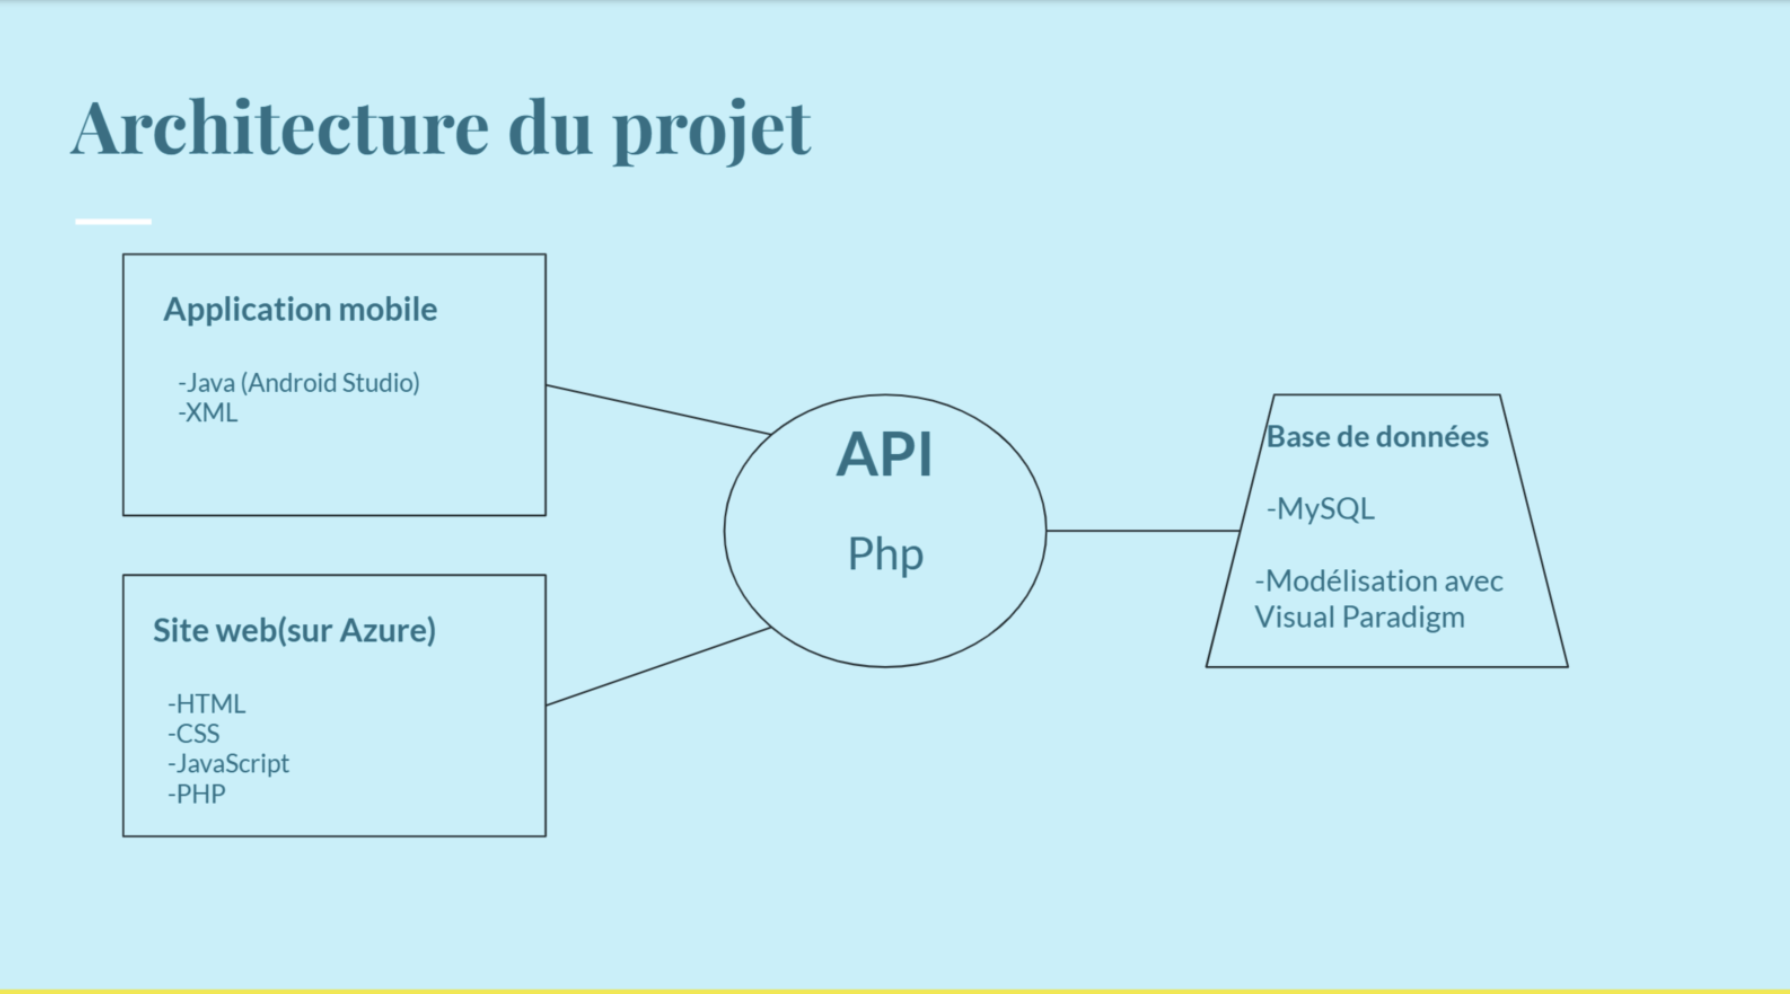 Architecture du projet
Application mobile
-Java (Android Studio)
-XML
Site web(sur Azure)
-HTML
-CSS
-JavaScript
-PHP
API
Php
Base de données
-MySQL
-Modélisation avec
Visual Paradigm